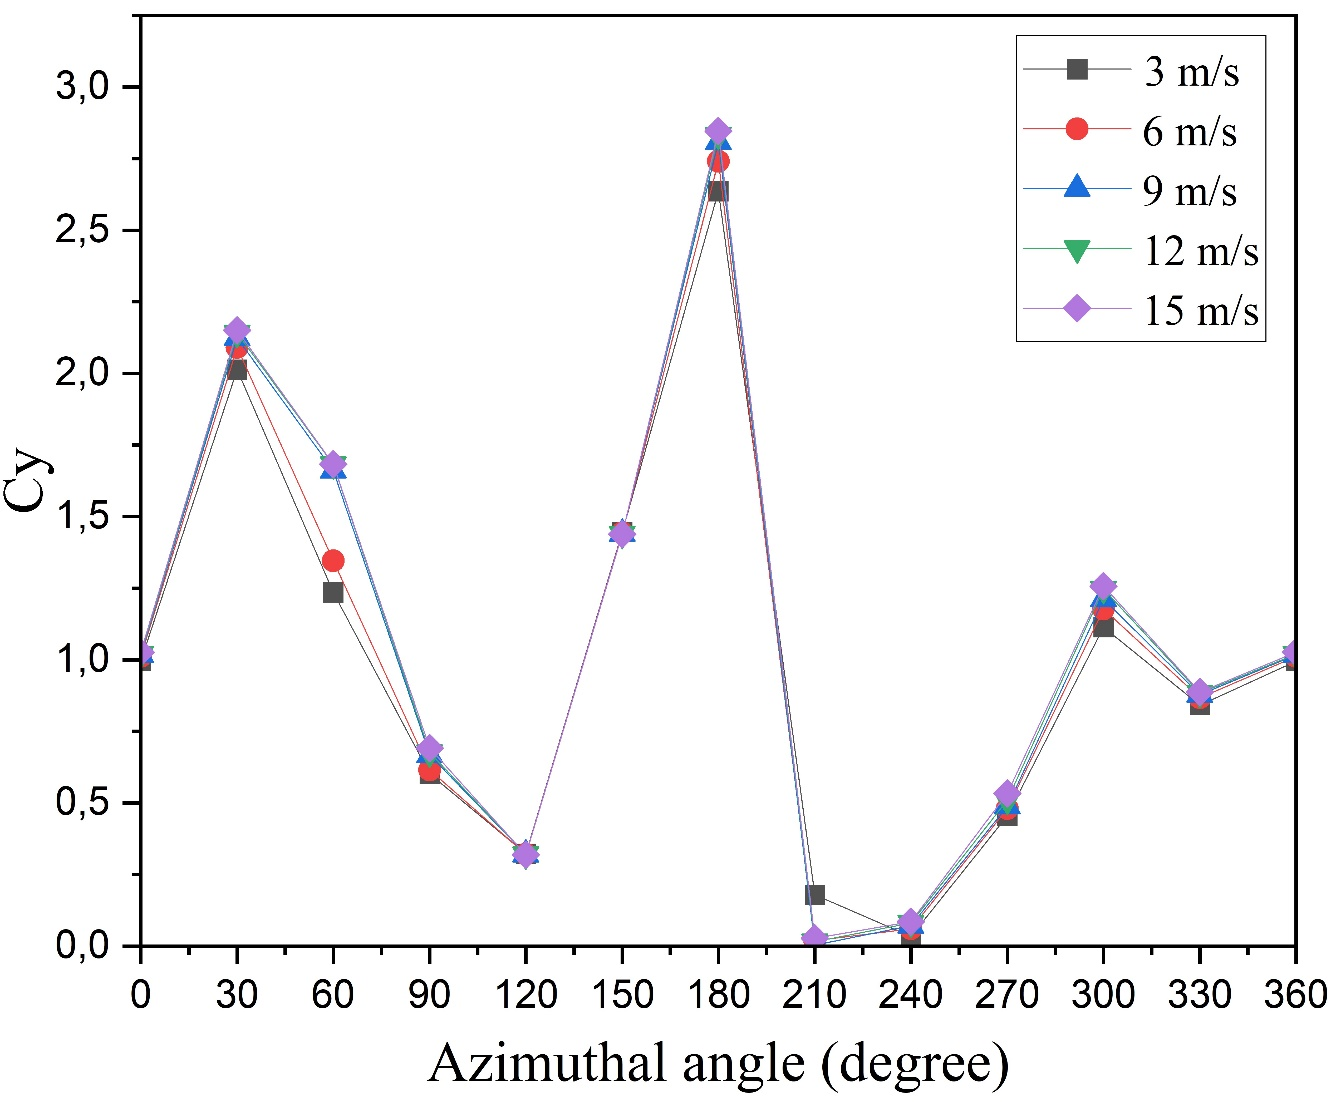 3,0
2,5
2,0
1,5
1,0
0,5
0,0
Cy
3 m/s
6 m/s
9 m/s
12 m/s
15 m/s
0 30 60 90 120 150 180 210 240 270 300 330 360
Azimuthal angle (degree)